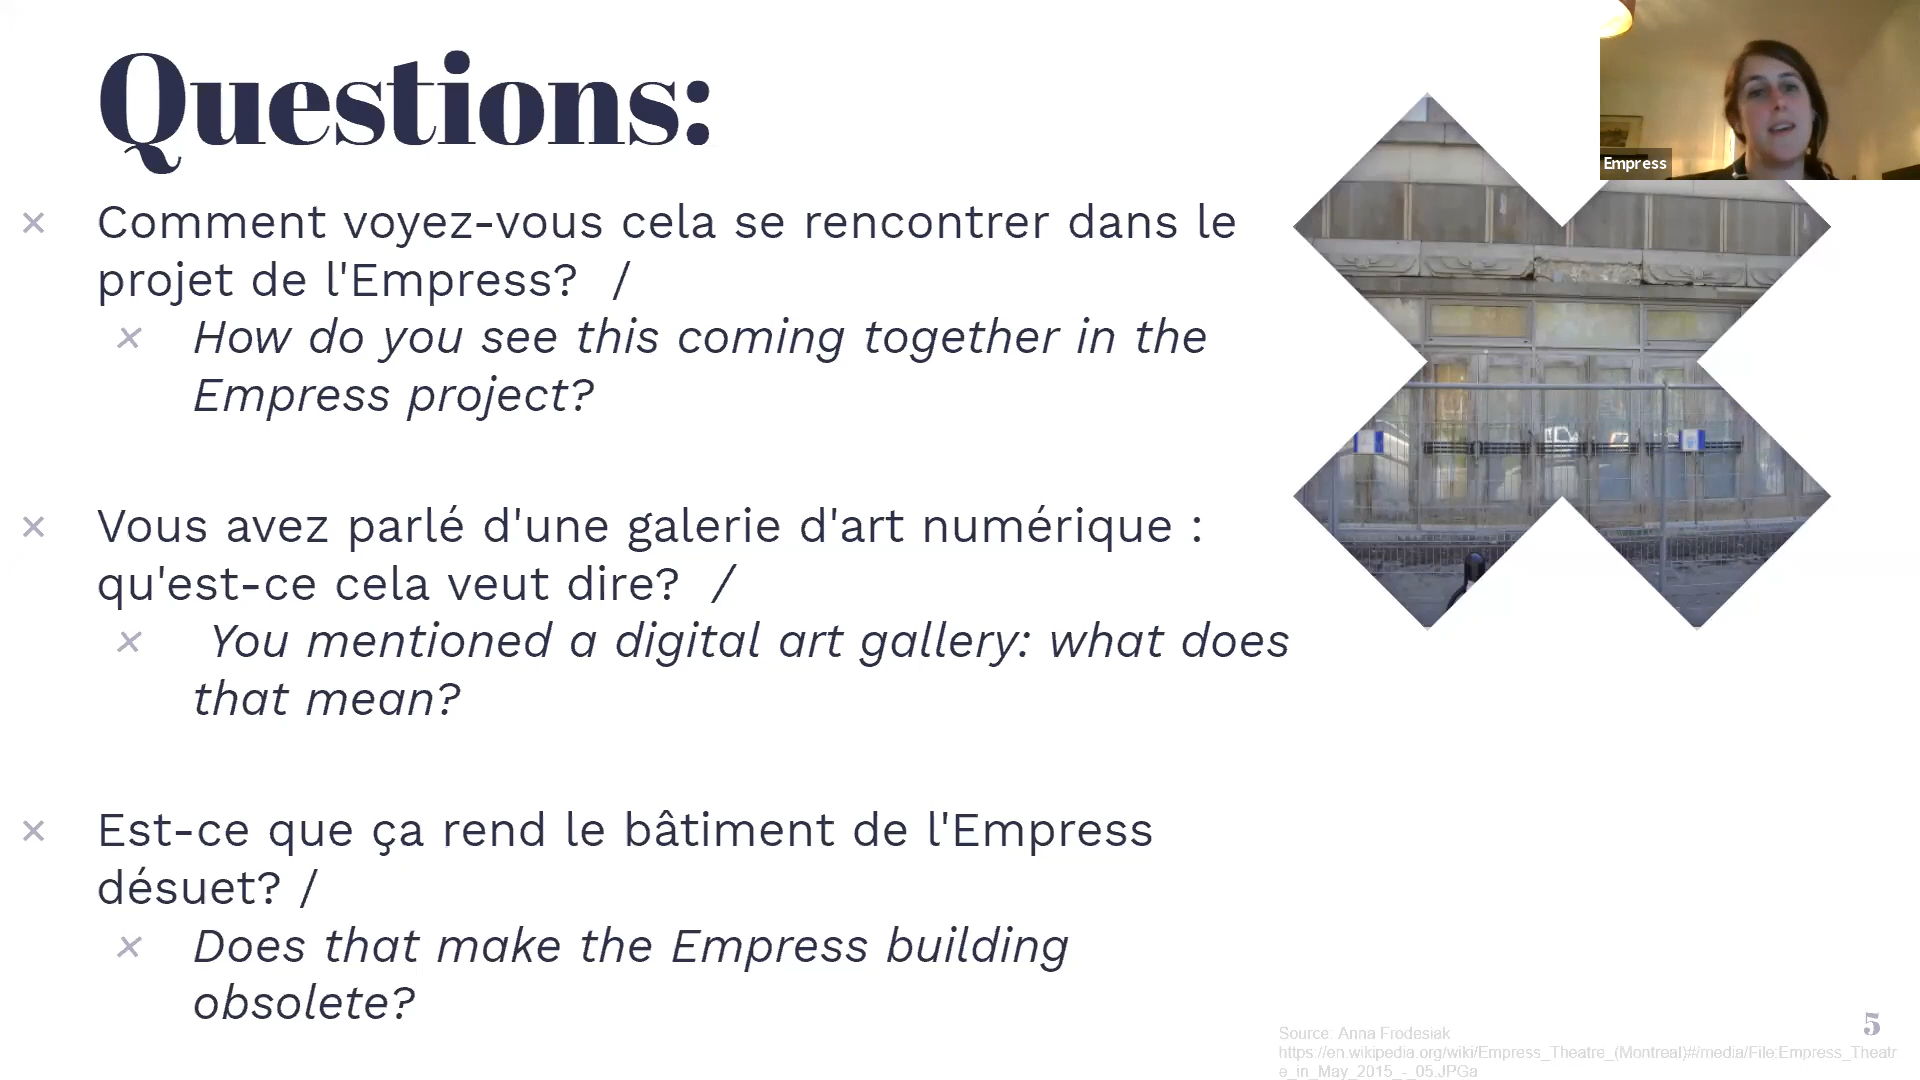 Questions:
Empress
× Comment voyez-vous cela se rencontrer dans le
projet de l'Empress? /
× How do you see this coming together in the
Empress project?
× Vous avez parlé d'une galerie d'art numérique :
qu'est-ce cela veut dire? /
× You mentioned a digital art gallery: what does
that mean?
× Est-ce que ça rend le bâtiment de l'Empress
désuet? /
× Does that make the Empress building
obsolete?
Source: Anna Frodesiak
https://en.wikipedia.org/wiki/Empress_Theatre_(Montreal)#/media/File:Empress_Theatr
e_in_May_2015_-_05.JPGa
5